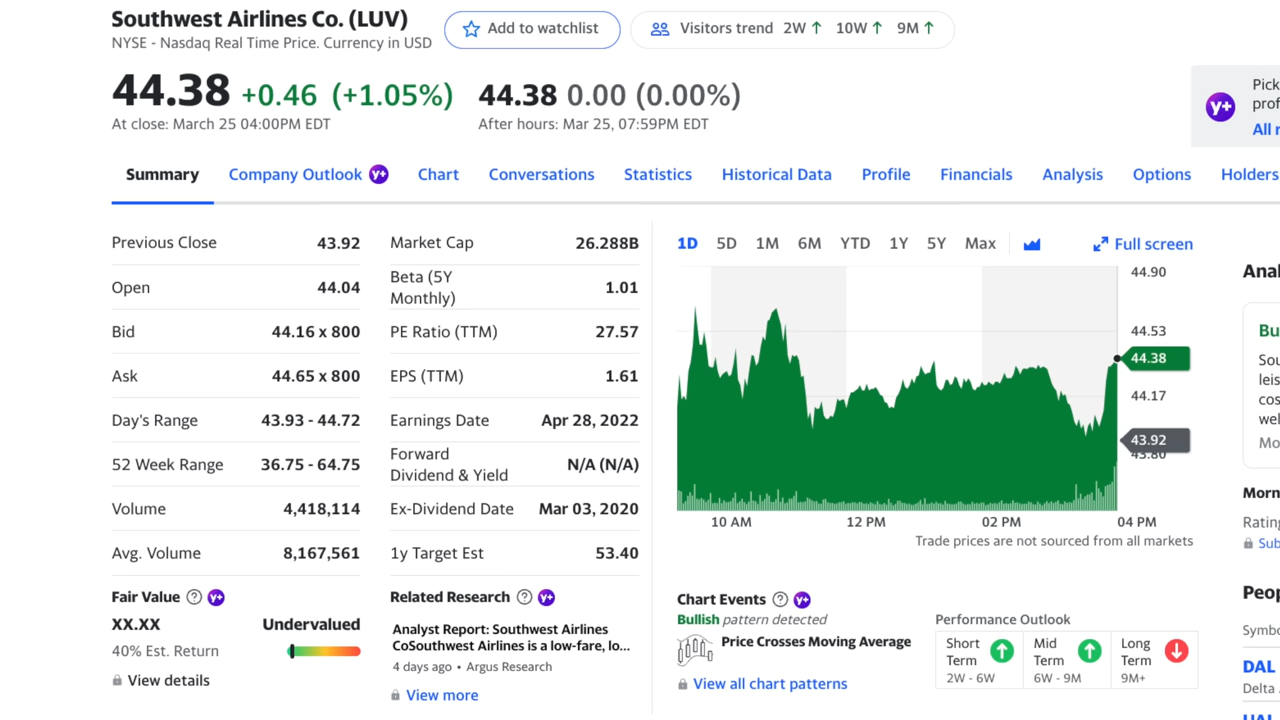 Southwest Airlines Co. (LUV)
NYSE - Nasdaq Real Time Price. Currency in USD
Add to watchlist
Visitors trend 2W ↑ 10W ↑ 9M ↑
44.38 +0.46 (+1.05%)
At close: March 25 04:00PM EDT
44.38 0.00 (0.00%)
After hours: Mar 25, 07:59PM EDT
y+
Pick
All
Summary Company Outlook y+ Chart Conversations Statistics Historical Data Profile Financials Analysis Options Holders
Previous Close 43.92
Open 44.04
Bid 44.16 x 800
Ask 44.65 x 800
Day's Range 43.93 - 44.72
52 Week Range 36.75 - 64.75
Volume 4,418,114
Avg. Volume 8,167,561
Market Cap 26.288B
Beta (5Y
Monthly) 1.01
PE Ratio (TTM) 27.57
EPS (TTM) 1.61
Earnings Date Apr 28, 2022
Forward
Dividend & Yield N/A (N/A)
Ex-Dividend Date Mar 03, 2020
1y Target Est 53.40
1D 5D 1M 6M YTD 1Y 5Y Max Full screen
44.90
44.53
44.38
44.17
43.92
43.80
10 AM 12 PM 02 PM 04 PM
Trade prices are not sourced from all markets
Fair Value ? y+
XX.XX Undervalued
40% Est. Return
View details
Related Research ? y+
Analyst Report: Southwest Airlines
CoSouthwest Airlines is a low-fare, lo...
4 days ago • Argus Research
View more
Chart Events ? y+
Bullish pattern detected
Price Crosses Moving Average
View all chart patterns
Performance Outlook
Short
Term
2W - 6W
Mid
Term
6W - 9M
Long
Term
9M+
DAL
Delta